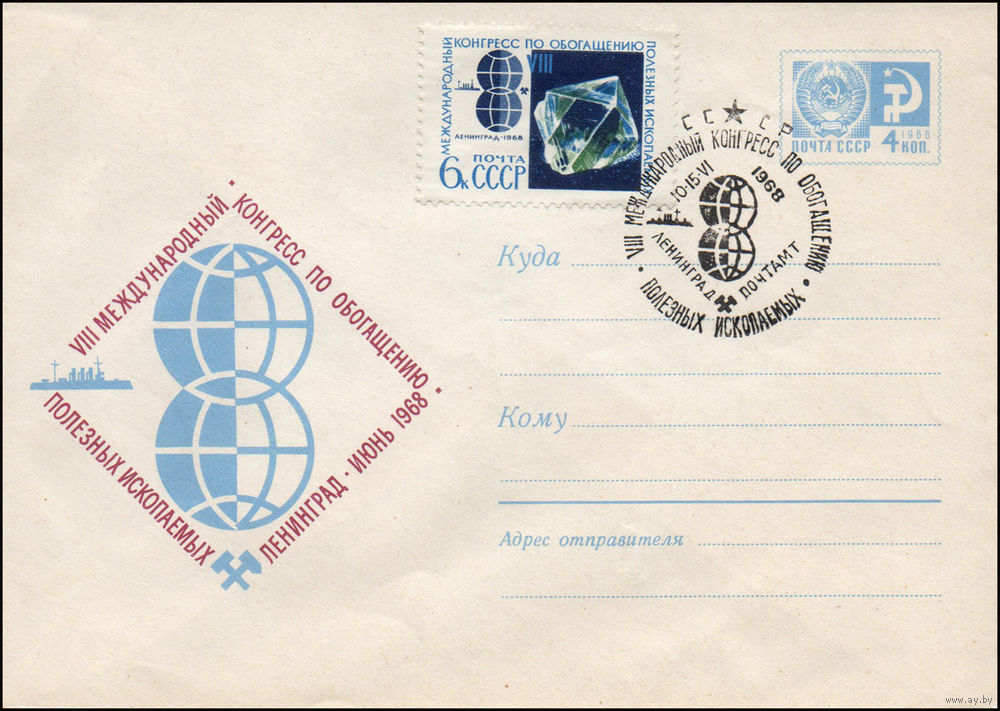 МЕЖДУНАРОДНЫЙ КОНГРЕСС ПО ОБОГАЩЕНИЮ ПОЛЕЗНЫХ ИСКОПАЕМ
VIII
ЛЕНИНГРАД·1968
6к ПОЧТА СССР
1966
ПОЧТА СССР 4 КОП.
СССР
VIII МЕЖДУНАРОДНЫЙ КОНГРЕСС ПО ОБОГАЩЕНИЮ
· ПОЛЕЗНЫХ ИСКОПАЕМЫХ ·
10-15·VI 1968
ЛЕНИНГРАД ПОЧТАМТ
VIII МЕЖДУНАРОДНЫЙ ·
КОНГРЕСС ПО ОБОГАЩЕНИЮ ·
ПОЛЕЗНЫХ ИСКОПАЕМЫХ
ЛЕНИНГРАД · ИЮНЬ 1968
Куда
Кому
Адрес отправителя
www.ay.by